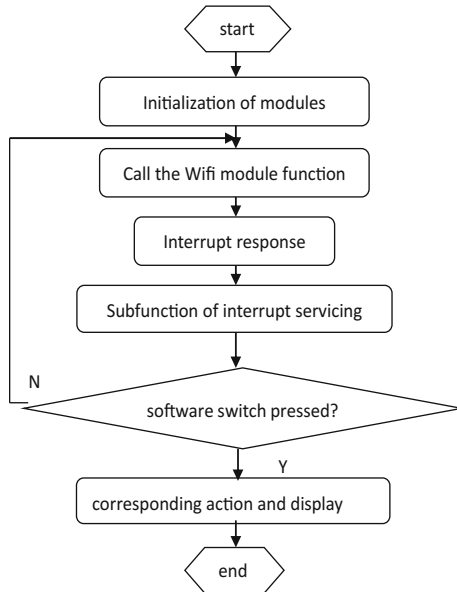 start
Initialization of modules
Call the Wifi module function
Interrupt response
Subfunction of interrupt servicing
N
software switch pressed?
Y
corresponding action and display
end